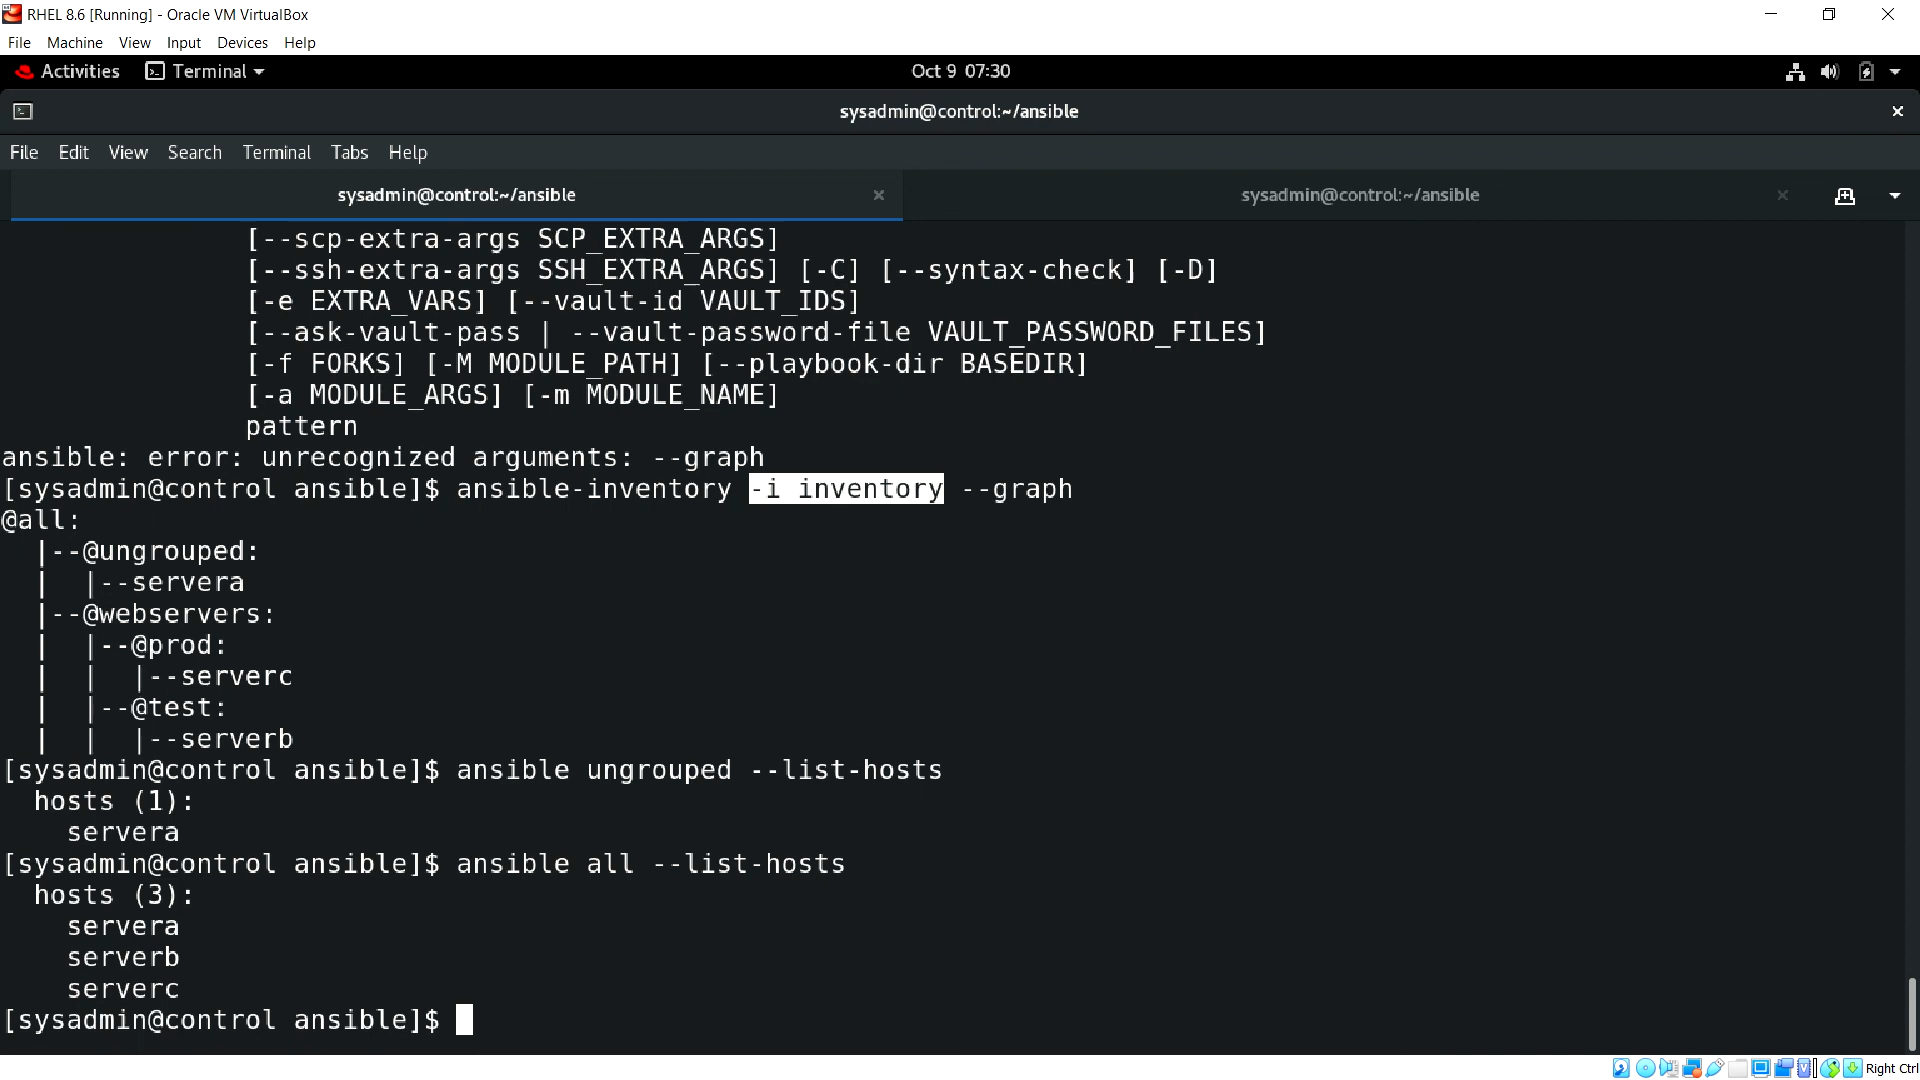 RHEL 8.6 [Running] - Oracle VM VirtualBox
File Machine View Input Devices Help
Activities Terminal Oct 9 07:30
sysadmin@control:~/ansible
File Edit View Search Terminal Tabs Help
sysadmin@control:~/ansible sysadmin@control:~/ansible
[--scp-extra-args SCP_EXTRA_ARGS]
[--ssh-extra-args SSH_EXTRA_ARGS] [-C] [--syntax-check] [-D]
[-e EXTRA_VARS] [--vault-id VAULT_IDS]
[--ask-vault-pass | --vault-password-file VAULT_PASSWORD_FILES]
[-f FORKS] [-M MODULE_PATH] [--playbook-dir BASEDIR]
[-a MODULE_ARGS] [-m MODULE_NAME]
pattern
ansible: error: unrecognized arguments: --graph
[sysadmin@control ansible]$ ansible-inventory -i inventory --graph
@all:
  |--@ungrouped:
  |  |--servera
  |--@webservers:
  |  |--@prod:
  |  |  |--serverc
  |  |--@test:
  |  |  |--serverb
[sysadmin@control ansible]$ ansible ungrouped --list-hosts
  hosts (1):
    servera
[sysadmin@control ansible]$ ansible all --list-hosts
  hosts (3):
    servera
    serverb
    serverc
[sysadmin@control ansible]$
Right Ctrl